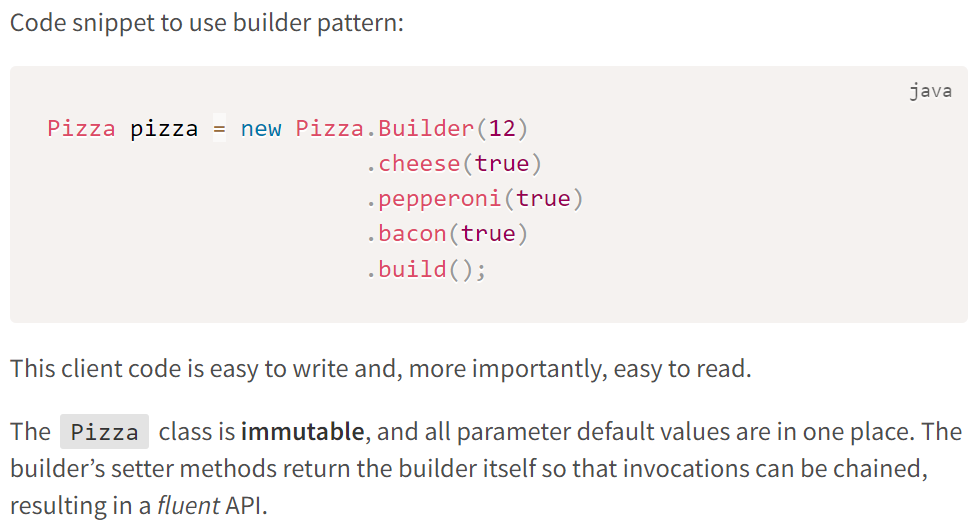 Code snippet to use builder pattern:
java
Pizza pizza = new Pizza.Builder(12)
.cheese(true)
.pepperoni(true)
.bacon(true)
.build();
This client code is easy to write and, more importantly, easy to read.
The Pizza class is immutable, and all parameter default values are in one place. The
builder’s setter methods return the builder itself so that invocations can be chained,
resulting in a fluent API.